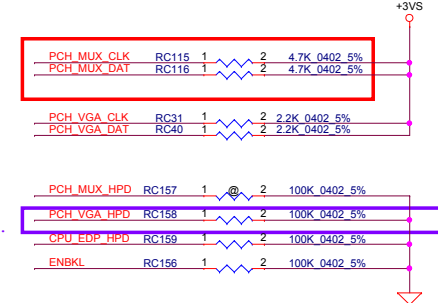 +3VS
PCH_MUX_CLK RC115 1 2 4.7K_0402_5%
PCH_MUX_DAT RC116 1 2 4.7K_0402_5%
PCH_VGA_CLK RC31 1 2 2.2K_0402_5%
PCH_VGA_DAT RC40 1 2 2.2K_0402_5%
PCH_MUX_HPD RC157 1 @ 2 100K_0402_5%
PCH_VGA_HPD RC158 1 2 100K_0402_5%
CPU_EDP_HPD RC159 1 2 100K_0402_5%
ENBKL RC156 1 2 100K_0402_5%